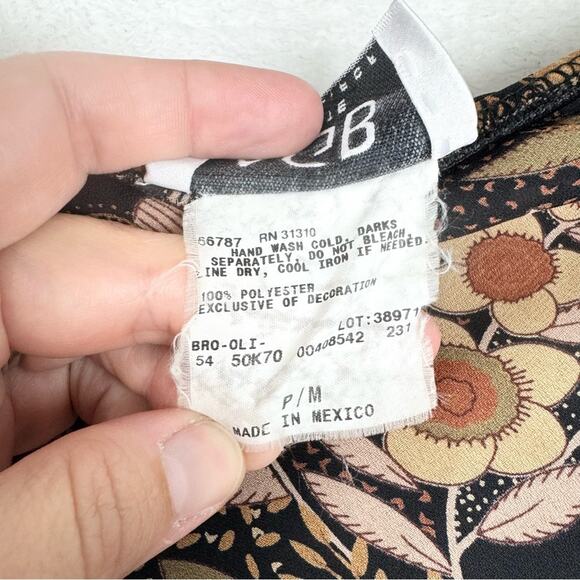 56787 RN 31310
HAND WASH COLD, DARKS
SEPARATELY, DO NOT BLEACH,
LINE DRY, COOL IRON IF NEEDED.
100% POLYESTER
EXCLUSIVE OF DECORATION
LOT:38971
BRO-OLI-
54 50K70 00408542 231
P/M
MADE IN MEXICO